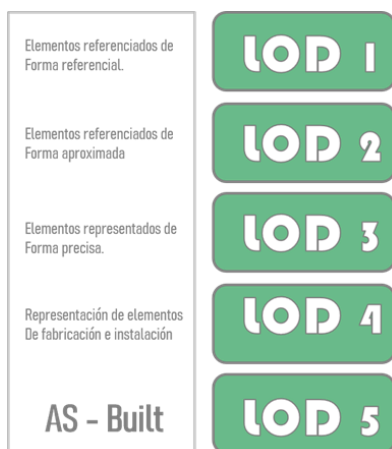 Elementos referenciados de
Forma referencial.
LOD 1
Elementos referenciados de
Forma aproximada
LOD 2
Elementos representados de
Forma precisa.
LOD 3
Representación de elementos
De fabricación e instalación
LOD 4
AS - Built
LOD 5